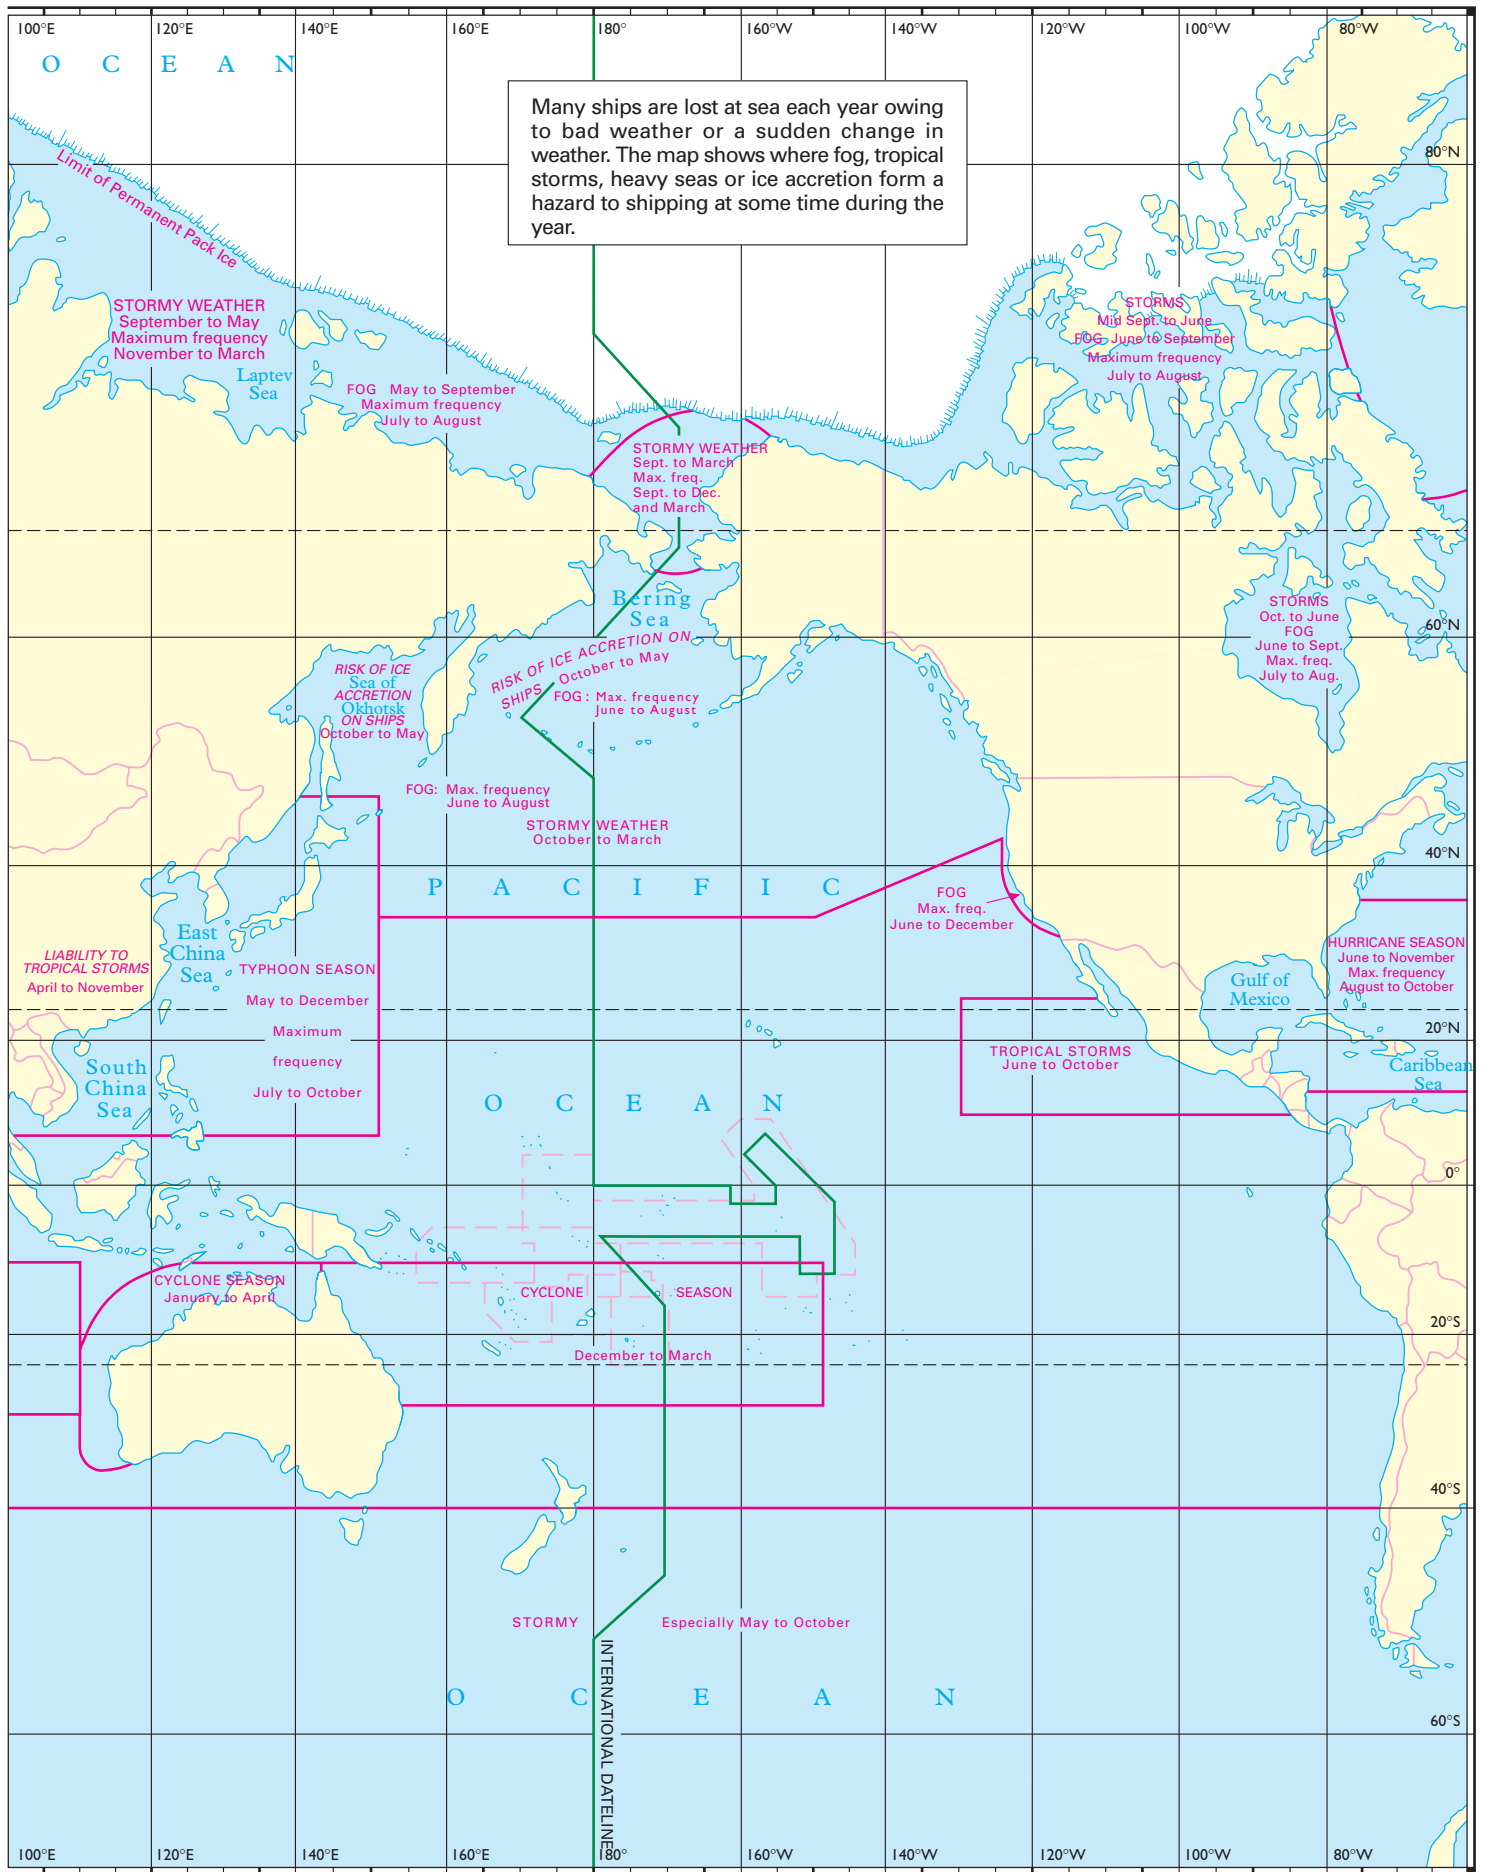 100°E 120°E 140°E 160°E 180° 160°W 140°W 120°W 100°W 80°W
O C E A N
Many ships are lost at sea each year owing
to bad weather or a sudden change in
weather. The map shows where fog, tropical
storms, heavy seas or ice accretion form a
hazard to shipping at some time during the
year.
80°N
Limit of Permanent Pack Ice
STORMY WEATHER
September to May
Maximum frequency
November to March
Laptev
Sea
FOG May to September
Maximum frequency
July to August
STORMS
Mid Sept. to June
FOG June to September
Maximum frequency
July to August
STORMY WEATHER
Sept. to March
Max. freq.
Sept. to Dec.
and March
Bering
Sea
STORMS
Oct. to June
FOG
June to Sept.
Max. freq.
July to Aug.
60°N
RISK OF ICE ACCRETION ON
SHIPS October to May
FOG : Max. frequency
June to August
RISK OF ICE
Sea of
ACCRETION
Okhotsk
ON SHIPS
October to May
FOG: Max. frequency
June to August
STORMY WEATHER
October to March
40°N
P A C I F I C
FOG
Max. freq.
June to December
East
China
Sea
LIABILITY TO
TROPICAL STORMS
April to November
TYPHOON SEASON
May to December
Maximum
frequency
July to October
HURRICANE SEASON
June to November
Max. frequency
August to October
Gulf of
Mexico
20°N
South
China
Sea
TROPICAL STORMS
June to October
Caribbean
Sea
O C E A N
0°
CYCLONE SEASON
January to April
CYCLONE SEASON
December to March
20°S
40°S
STORMY Especially May to October
INTERNATIONAL DATELINE
O C E A N
60°S
100°E 120°E 140°E 160°E 180° 160°W 140°W 120°W 100°W 80°W